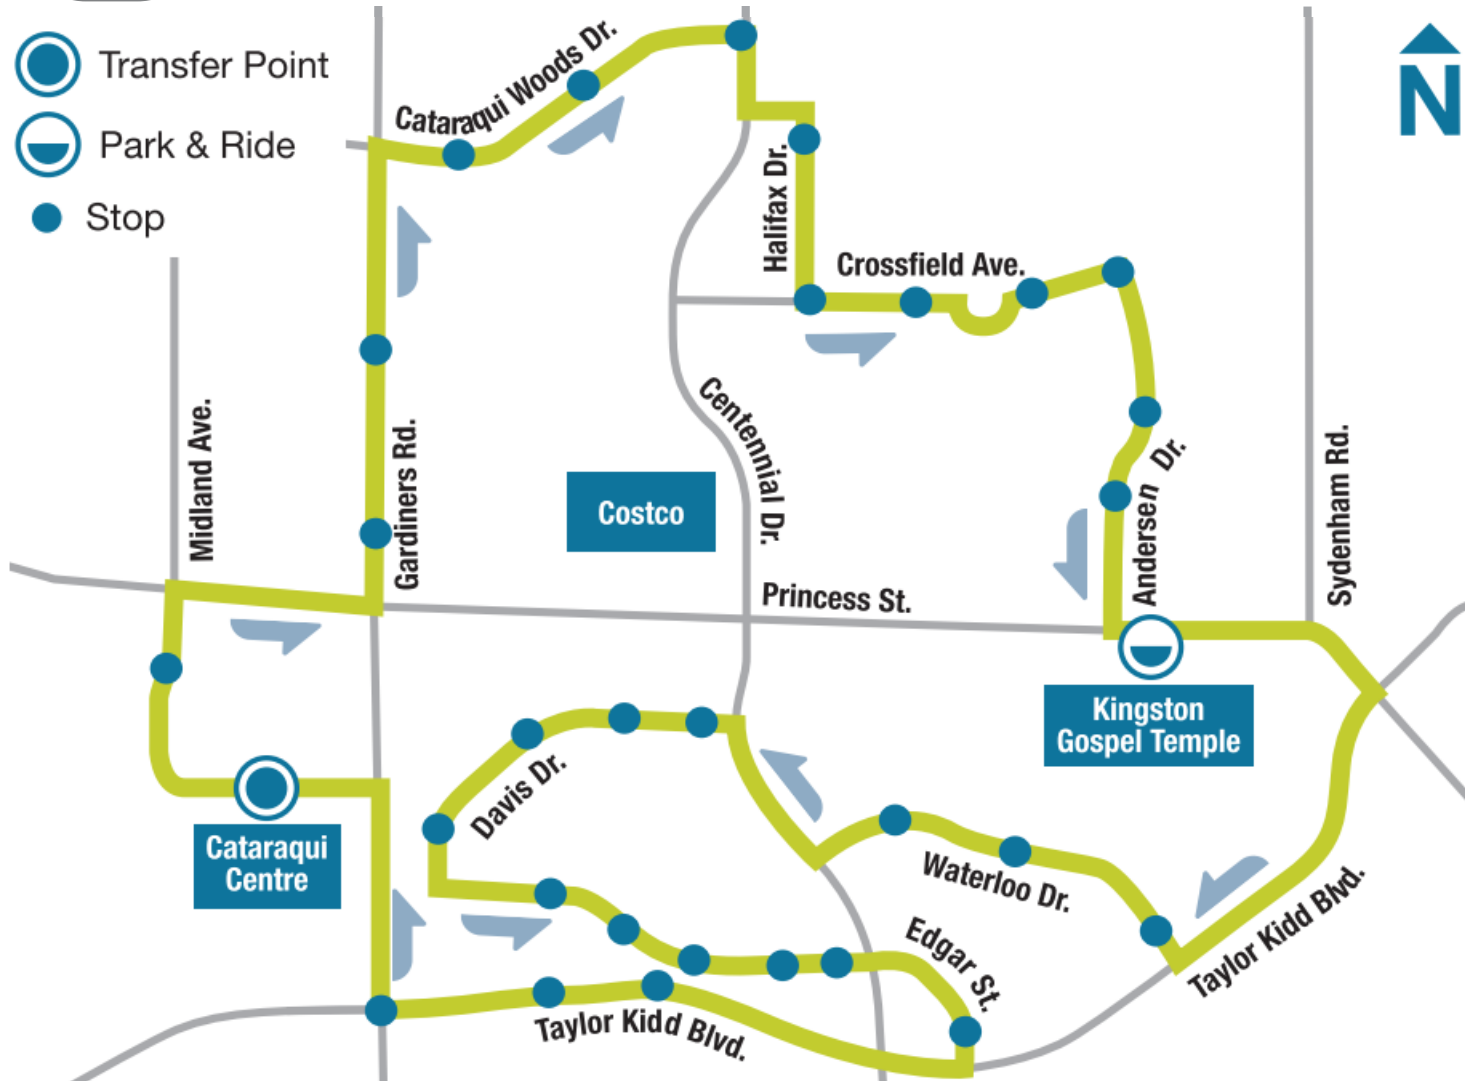 Transfer Point
Park & Ride
Stop
N
Cataraqui Woods Dr.
Halifax Dr.
Crossfield Ave.
Midland Ave.
Gardiners Rd.
Centennial Dr.
Costco
Andersen Dr.
Sydenham Rd.
Princess St.
Kingston
Gospel Temple
Davis Dr.
Cataraqui
Centre
Waterloo Dr.
Edgar St.
Taylor Kidd Blvd.
Taylor Kidd Blvd.